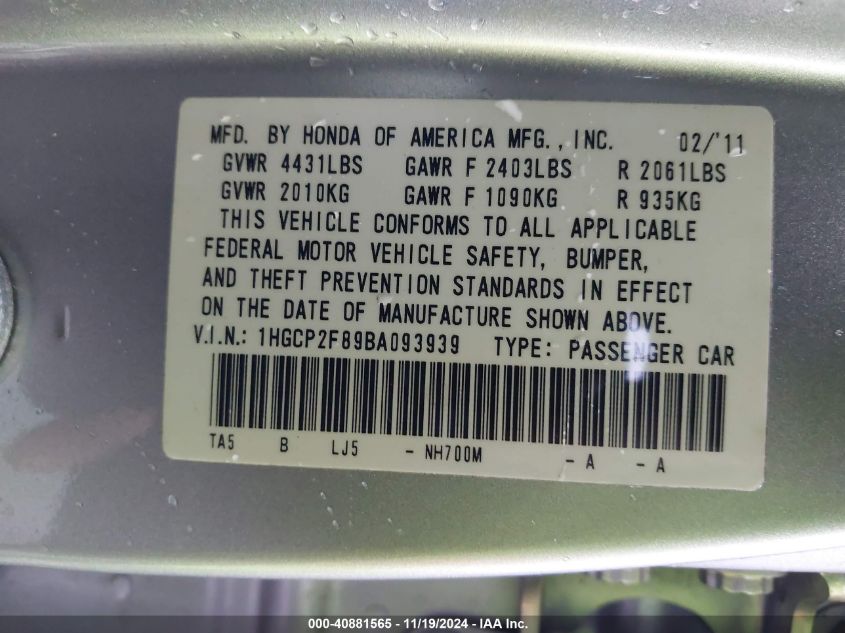 MFD. BY HONDA OF AMERICA MFG., INC. 02/'11
GVWR 4431LBS GAWR F 2403LBS R 2061LBS
GVWR 2010KG GAWR F 1090KG R 935KG
THIS VEHICLE CONFORMS TO ALL APPLICABLE
FEDERAL MOTOR VEHICLE SAFETY, BUMPER,
AND THEFT PREVENTION STANDARDS IN EFFECT
ON THE DATE OF MANUFACTURE SHOWN ABOVE.
V.I.N.: 1HGCP2F89BA093939 TYPE: PASSENGER CAR
TA5 B LJ5 - NH700M - A - A
000-40881565 - 11/19/2024 - IAA Inc.